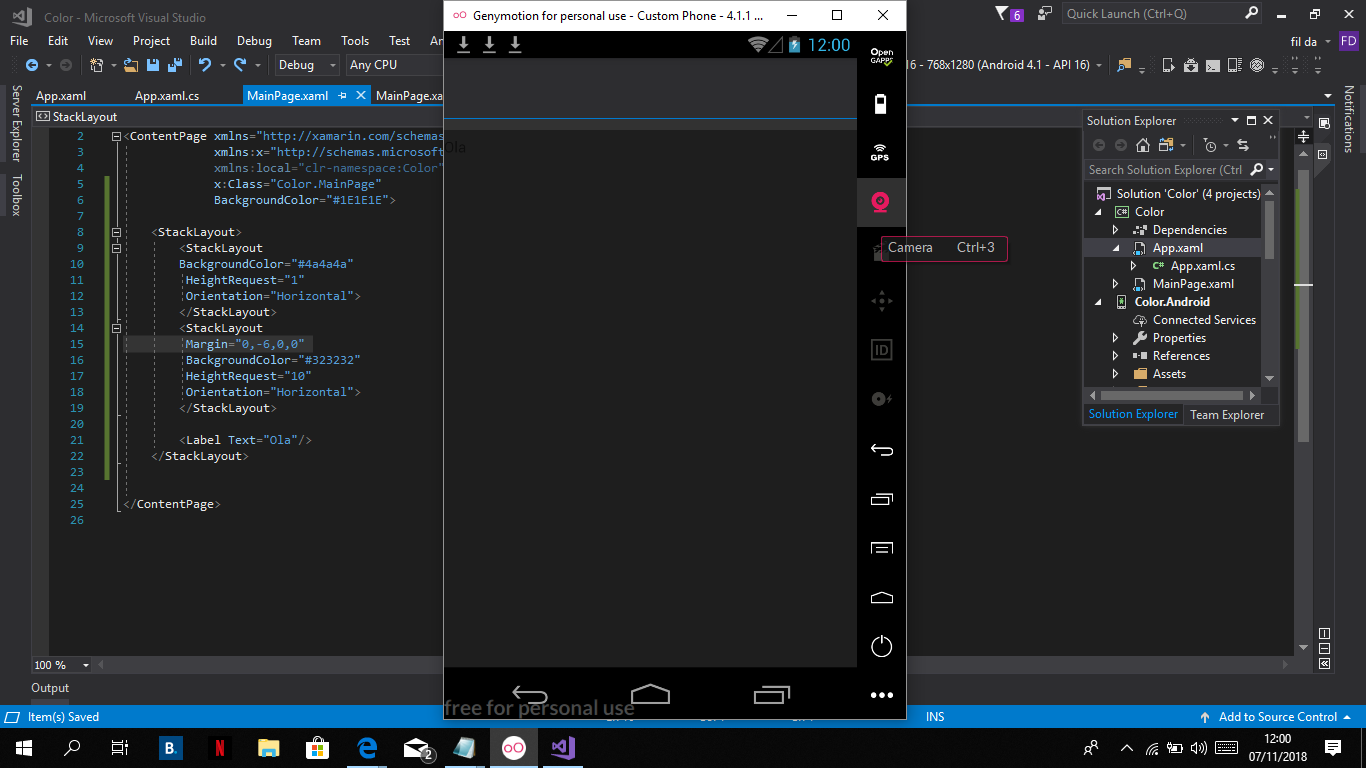 Color - Microsoft Visual Studio
Genymotion for personal use - Custom Phone - 4.1.1 ...
6
Quick Launch (Ctrl+Q)
File Edit View Project Build Debug Team Tools Test
fil da
FD
Debug
Any CPU
16 - 768x1280 (Android 4.1 - API 16)
12:00
Open
GAPPS
App.xaml
App.xaml.cs
MainPage.xaml
MainPage.xa
StackLayout
Server Explorer
Toolbox
Notifications
2 <ContentPage xmlns="http://xamarin.com/schemas
3 xmlns:x="http://schemas.microsoft
4 xmlns:local="clr-namespace:Color"
5 x:Class="Color.MainPage"
6 BackgroundColor="#1E1E1E">
7
8 <StackLayout>
9 <StackLayout
10 BackgroundColor="#4a4a4a"
11 HeightRequest="1"
12 Orientation="Horizontal">
13 </StackLayout>
14 <StackLayout
15 Margin="0,-6,0,0"
16 BackgroundColor="#323232"
17 HeightRequest="10"
18 Orientation="Horizontal">
19 </StackLayout>
20
21 <Label Text="Ola"/>
22 </StackLayout>
23
24
25 </ContentPage>
26
Ola
GPS
Camera Ctrl+3
ID
free for personal use
Solution Explorer
Search Solution Explorer (Ctrl
Solution 'Color' (4 projects)
C# Color
Dependencies
App.xaml
C# App.xaml.cs
MainPage.xaml
Color.Android
Connected Services
Properties
References
Assets
Solution Explorer
Team Explorer
100 %
Output
Item(s) Saved
INS
Add to Source Control
B.
N
2
12:00
07/11/2018